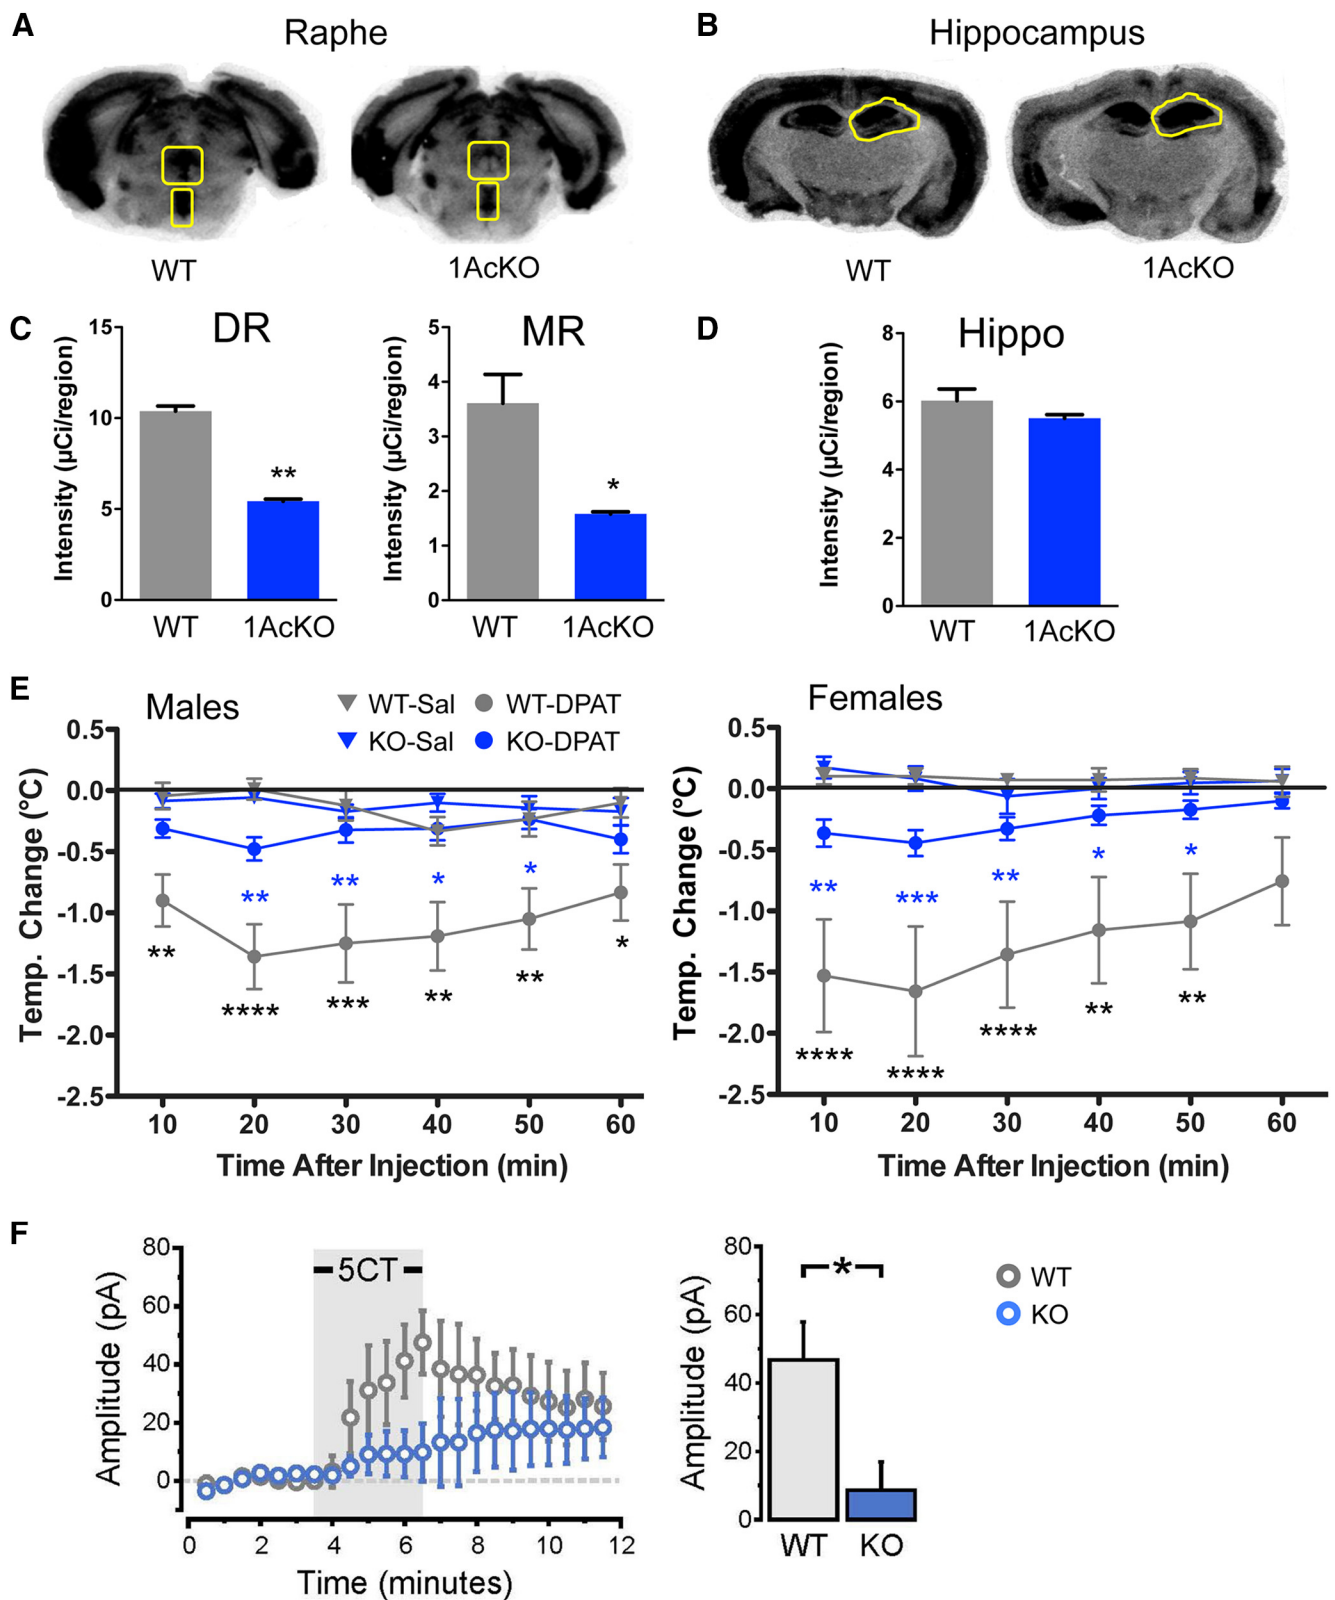 A Raphe
WT 1AcKO
B Hippocampus
WT 1AcKO
C DR
Intensity (µCi/region)
15
10
5
0
**
WT 1AcKO
MR
Intensity (µCi/region)
5
4
3
2
1
0
*
WT 1AcKO
D Hippo
Intensity (µCi/region)
8
6
4
2
0
WT 1AcKO
E Males
WT-Sal WT-DPAT
KO-Sal KO-DPAT
Temp. Change (°C)
0.5
0.0
-0.5
-1.0
-1.5
-2.0
-2.5
** ** * *
** **** *** ** ** *
10 20 30 40 50 60
Time After Injection (min)
Females
Temp. Change (°C)
0.5
0.0
-0.5
-1.0
-1.5
-2.0
-2.5
** *** ** * *
**** **** **** ** **
10 20 30 40 50 60
Time After Injection (min)
F
Amplitude (pA)
80
60
40
20
0
5CT
0 2 4 6 8 10 12
Time (minutes)
Amplitude (pA)
80
60
40
20
0
*
WT KO
WT
KO